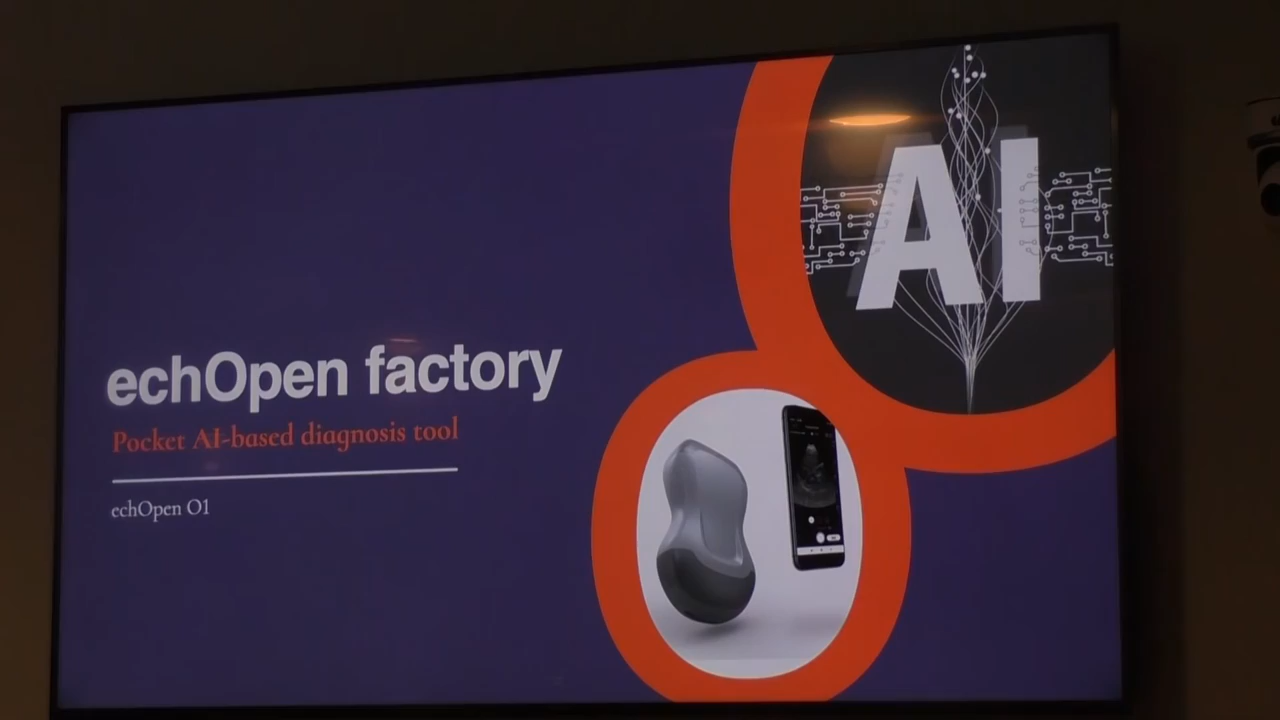 AI
echOpen factory
Pocket AI-based diagnosis tool
echOpen O1